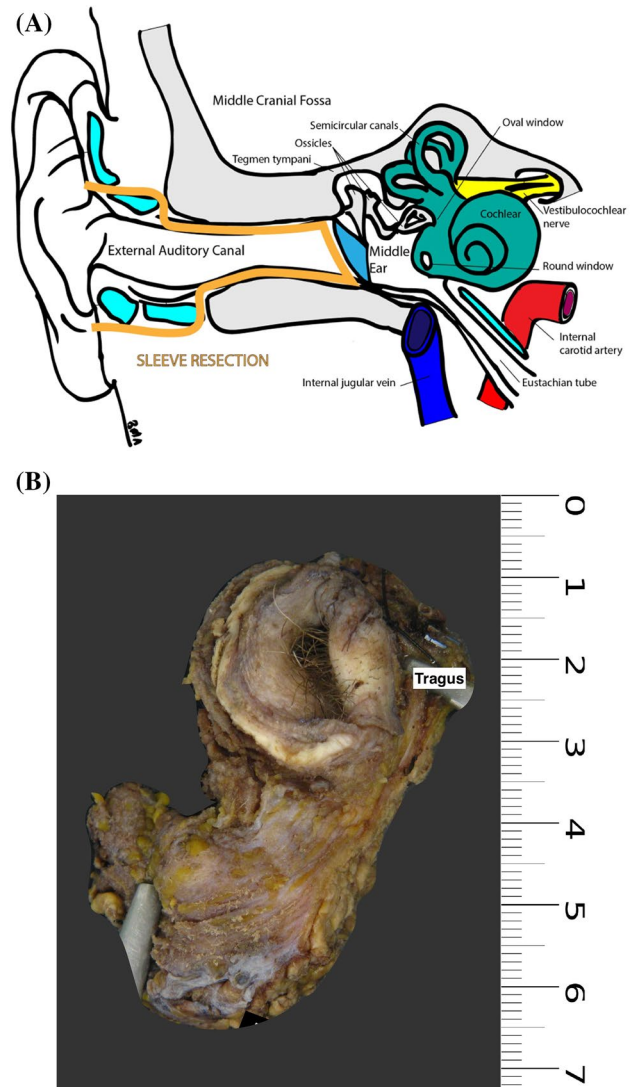 (A)
Middle Cranial Fossa
Semicircular canals
Oval window
Ossicles
Tegmen tympani
Cochlear
Vestibulocochlear
nerve
External Auditory Canal
Middle
Ear
Round window
SLEEVE RESECTION
Internal
carotid artery
Internal jugular vein
Eustachian tube
(B)
0
1
2
Tragus
3
4
5
6
7